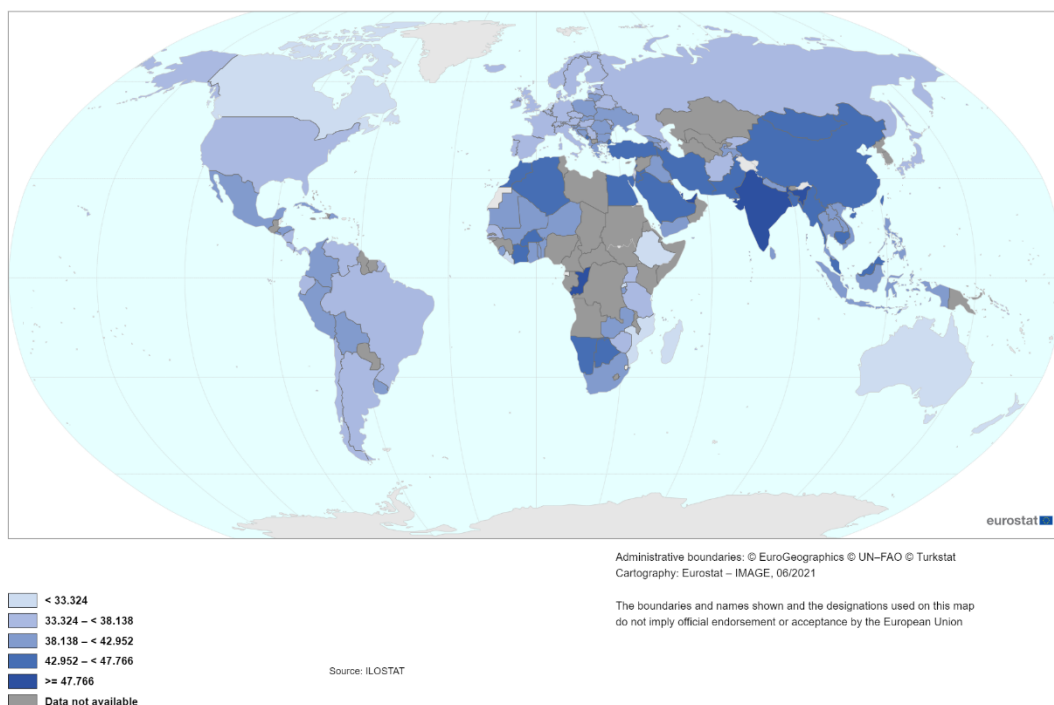 eurostat
Administrative boundaries: © EuroGeographics © UN–FAO © Turkstat
Cartography: Eurostat – IMAGE, 06/2021
The boundaries and names shown and the designations used on this map
do not imply official endorsement or acceptance by the European Union
< 33.324
33.324 – < 38.138
38.138 – < 42.952
42.952 – < 47.766
>= 47.766
Data not available
Source: ILOSTAT